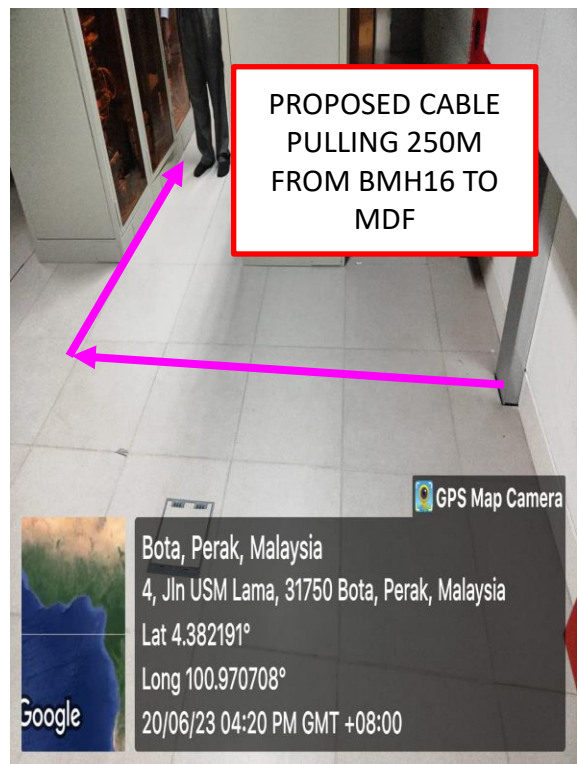 PROPOSED CABLE
PULLING 250M
FROM BMH16 TO
MDF
GPS Map Camera
Bota, Perak, Malaysia
4, Jln USM Lama, 31750 Bota, Perak, Malaysia
Lat 4.382191°
Long 100.970708°
Google
20/06/23 04:20 PM GMT +08:00